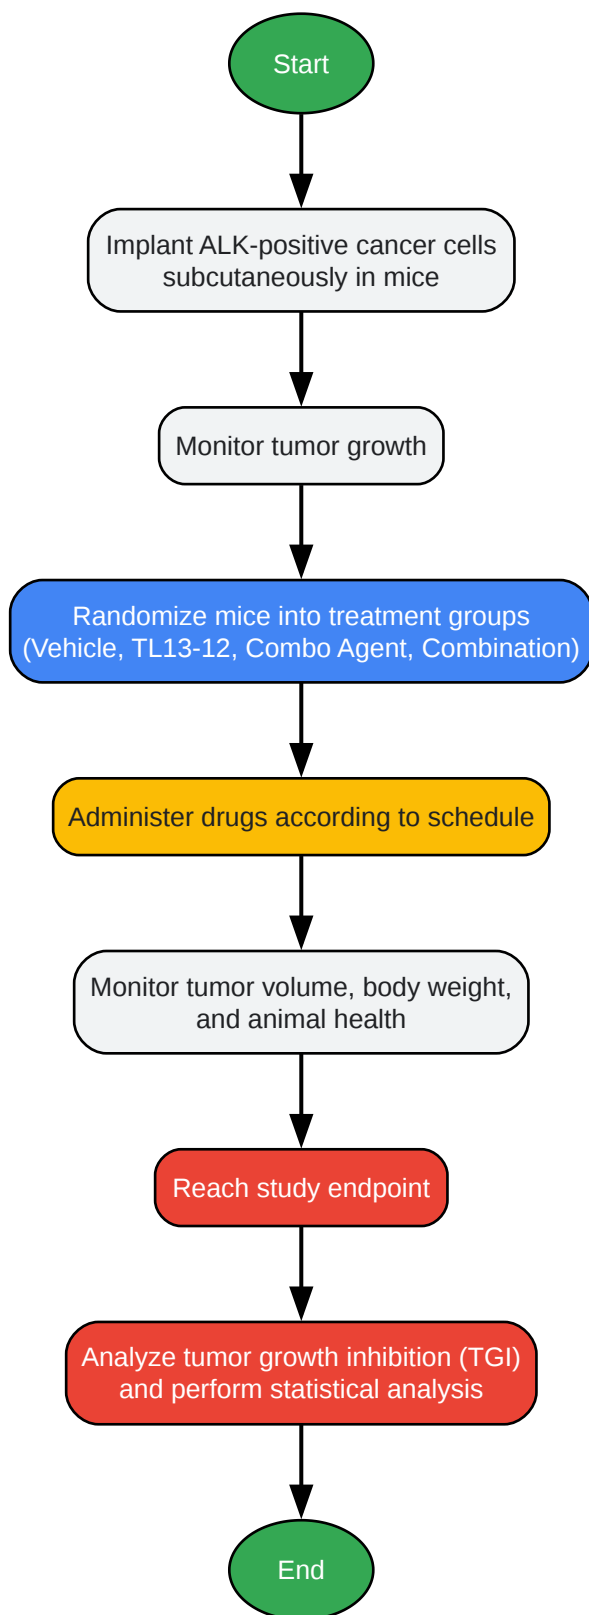 Start
Implant ALK-positive cancer cells
subcutaneously in mice
Monitor tumor growth
Randomize mice into treatment groups
(Vehicle, TL13-12, Combo Agent, Combination)
Administer drugs according to schedule
Monitor tumor volume, body weight,
and animal health
Reach study endpoint
Analyze tumor growth inhibition (TGI)
and perform statistical analysis
End